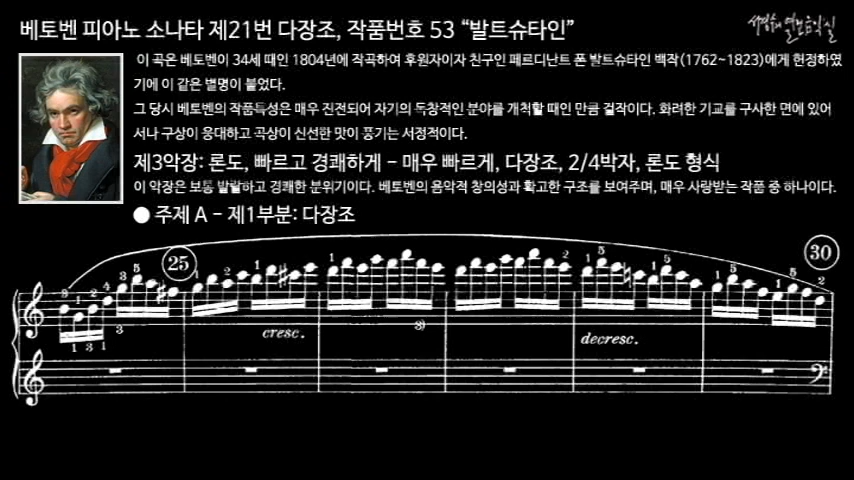 베토벤 피아노 소나타 제21번 다장조, 작품번호 53 “발트슈타인”
서정숙의 열린음악실
이 곡은 베토벤이 34세 때인 1804년에 작곡하여 후원자이자 친구인 페르디난트 폰 발트슈타인 백작(1762~1823)에게 헌정하였
기에 이 같은 별명이 붙었다.
그 당시 베토벤의 작품특성은 매우 진전되어 자기의 독창적인 분야를 개척할 때인 만큼 걸작이다. 화려한 기교를 구사한 면에 있어
서나 구상이 웅대하고 곡상이 신선한 맛이 풍기는 서정적이다.
제3악장: 론도, 빠르고 경쾌하게 - 매우 빠르게, 다장조, 2/4박자, 론도 형식
이 악장은 보통 발랄하고 경쾌한 분위기이다. 베토벤의 음악적 창의성과 확고한 구조를 보여주며, 매우 사랑받는 작품 중 하나이다.
● 주제 A - 제1부분: 다장조
25
30
cresc.
3)
decresc.